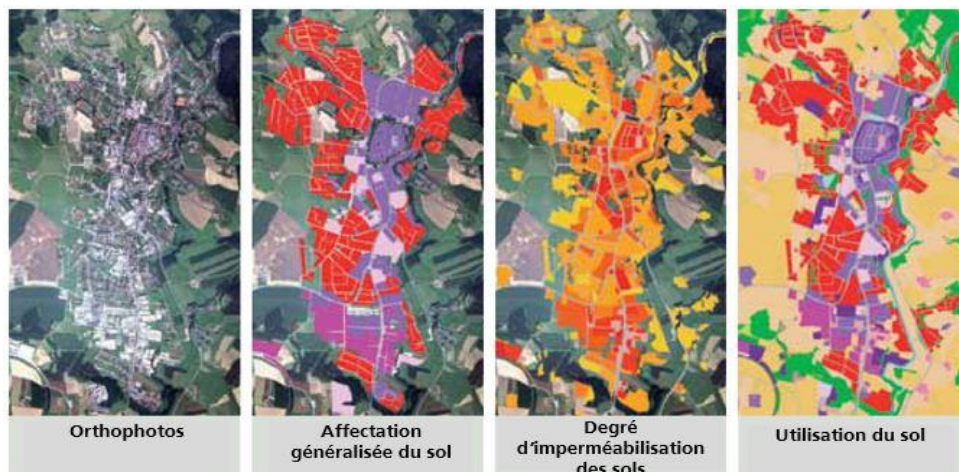 Orthophotos
Affectation
généralisée du sol
Degré
d'imperméabilisation
des sols
Utilisation du sol